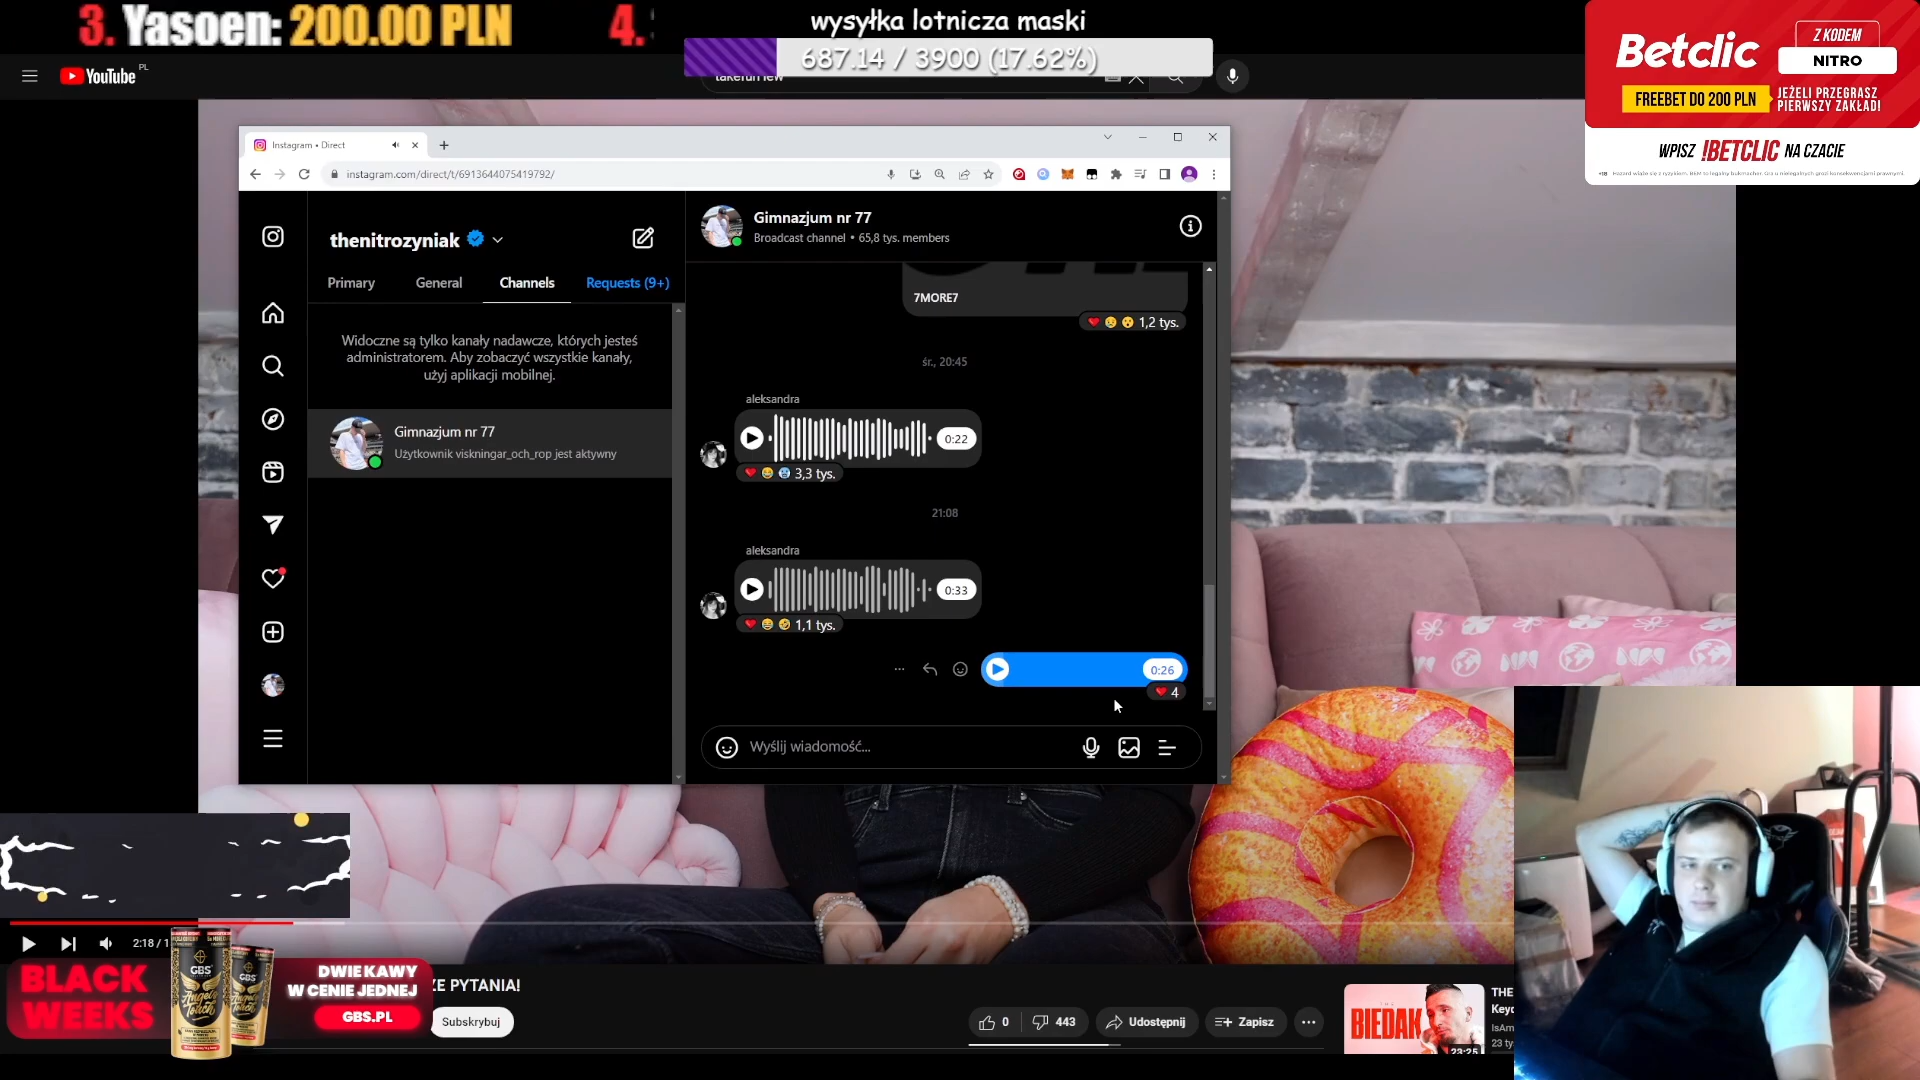 3. Yasoen: 200.00 PLN
4.
wysyłka lotnicza maski
687.14 / 3900 (17.62%)
Betclic
Z KODEM
NITRO
FREEBET DO 200 PLN
JEŻELI PRZEGRASZ
PIERWSZY ZAKŁAD!
WPISZ !BETCLIC NA CZACIE
YouTube PL
Instagram • Direct
instagram.com/direct/t/6913644075419792/
thenitrozyniak
Primary
General
Channels
Requests (9+)
Widoczne są tylko kanały nadawcze, których jesteś
administratorem. Aby zobaczyć wszystkie kanały,
użyj aplikacji mobilnej.
Gimnazjum nr 77
Użytkownik viskningar_och_rop jest aktywny
Gimnazjum nr 77
Broadcast channel • 65,8 tys. members
7MORE7
1,2 tys.
śr., 20:45
aleksandra
0:22
3,3 tys.
21:08
aleksandra
0:33
1,1 tys.
0:26
4
Wyślij wiadomość...
2:18 / 1
BLACK
WEEKS
GBS
Angel's
Touch
DWIE KAWY
W CENIE JEDNEJ
GBS.PL
ZE PYTANIA!
Subskrybuj
0
443
Udostępnij
Zapisz
BIEDAK
23:25
THE
Keyc
IsAm
23 ty